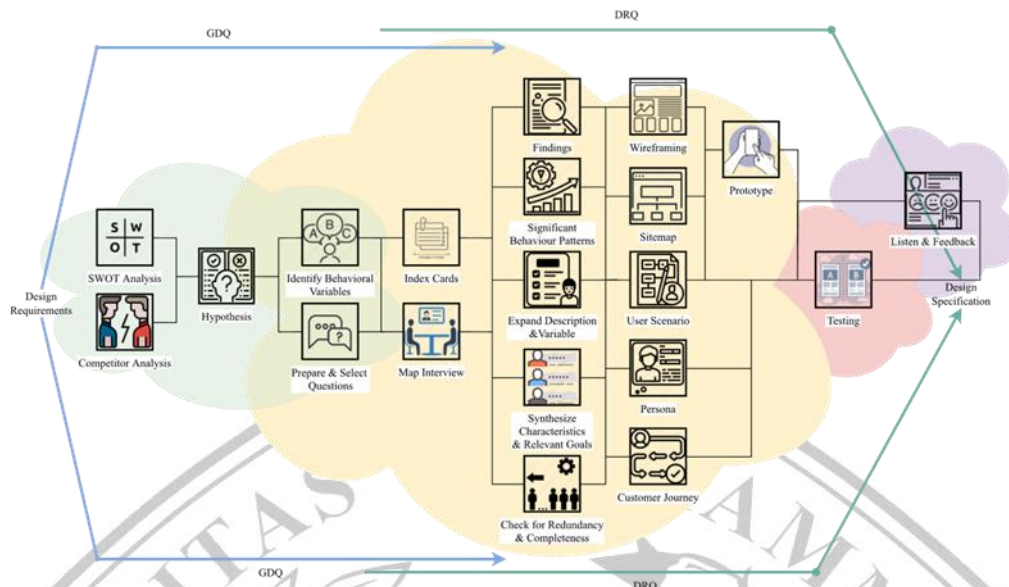 DRQ
GDQ
S W
O T
SWOT Analysis
Competitor Analysis
Design
Requirements
Hypothesis
A B C
Identify Behavioral
Variables
Prepare & Select
Questions
Index Cards
Map Interview
Findings
Significant
Behaviour Patterns
Expand Description
&Variable
Synthesize
Characteristics
& Relevant Goals
Check for Redundancy
& Completeness
Wireframing
Sitemap
User Scenario
Persona
Customer Journey
Prototype
A B
Testing
Listen & Feedback
Design
Specification
GDQ
DRQ
ITAS
AM